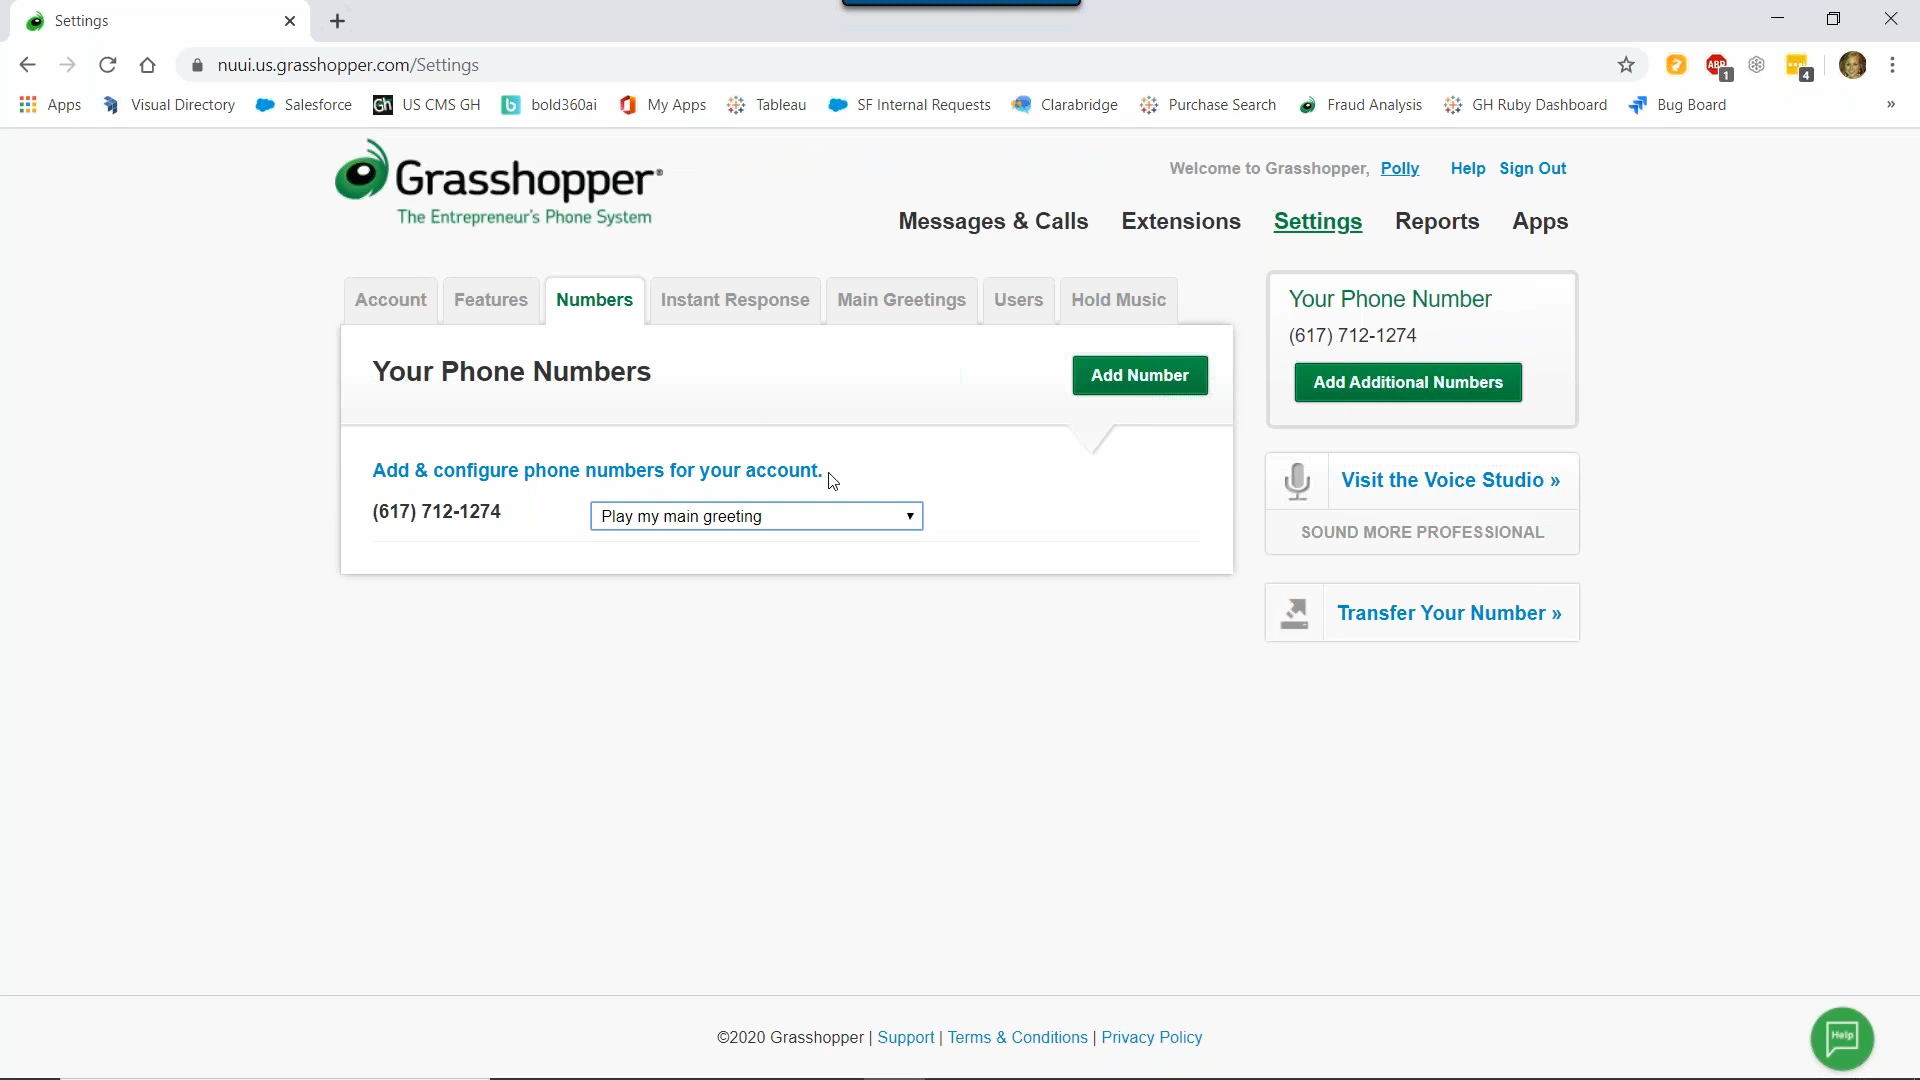 Settings
nuui.us.grasshopper.com/Settings
ABP
1
4
Apps Visual Directory Salesforce Gh US CMS GH b bold360ai My Apps Tableau SF Internal Requests Clarabridge Purchase Search Fraud Analysis GH Ruby Dashboard Bug Board »
Grasshopper®
The Entrepreneur's Phone System
Welcome to Grasshopper, Polly Help Sign Out
Messages & Calls Extensions Settings Reports Apps
Account Features Numbers Instant Response Main Greetings Users Hold Music
Your Phone Numbers
Add Number
Add & configure phone numbers for your account.
(617) 712-1274
Play my main greeting
Your Phone Number
(617) 712-1274
Add Additional Numbers
Visit the Voice Studio »
SOUND MORE PROFESSIONAL
Transfer Your Number »
©2020 Grasshopper | Support | Terms & Conditions | Privacy Policy
Help